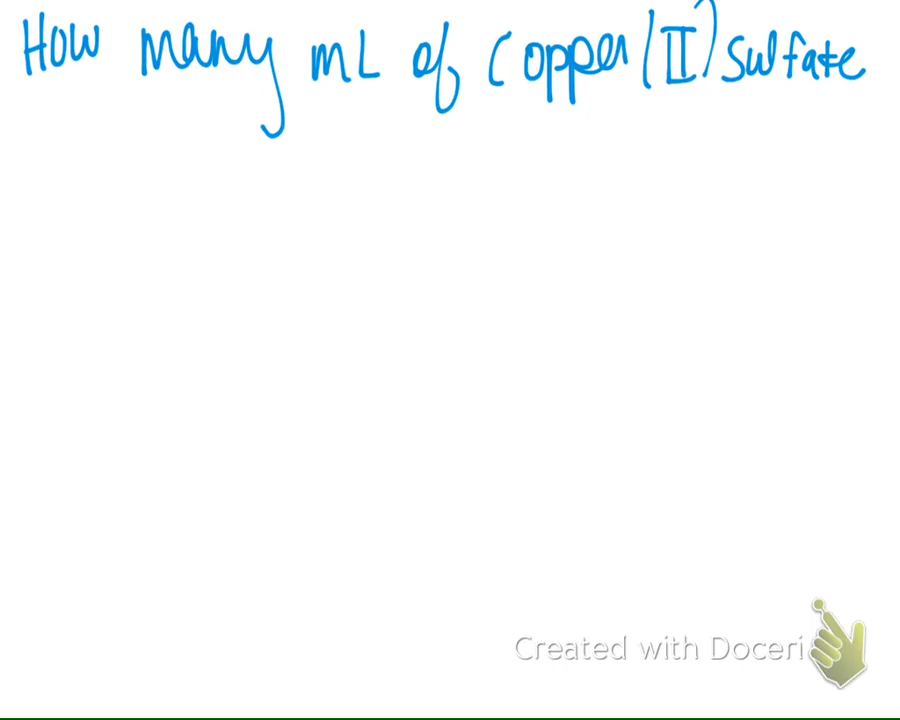 How many mL of Copper(II) sulfate
Created with Doceri